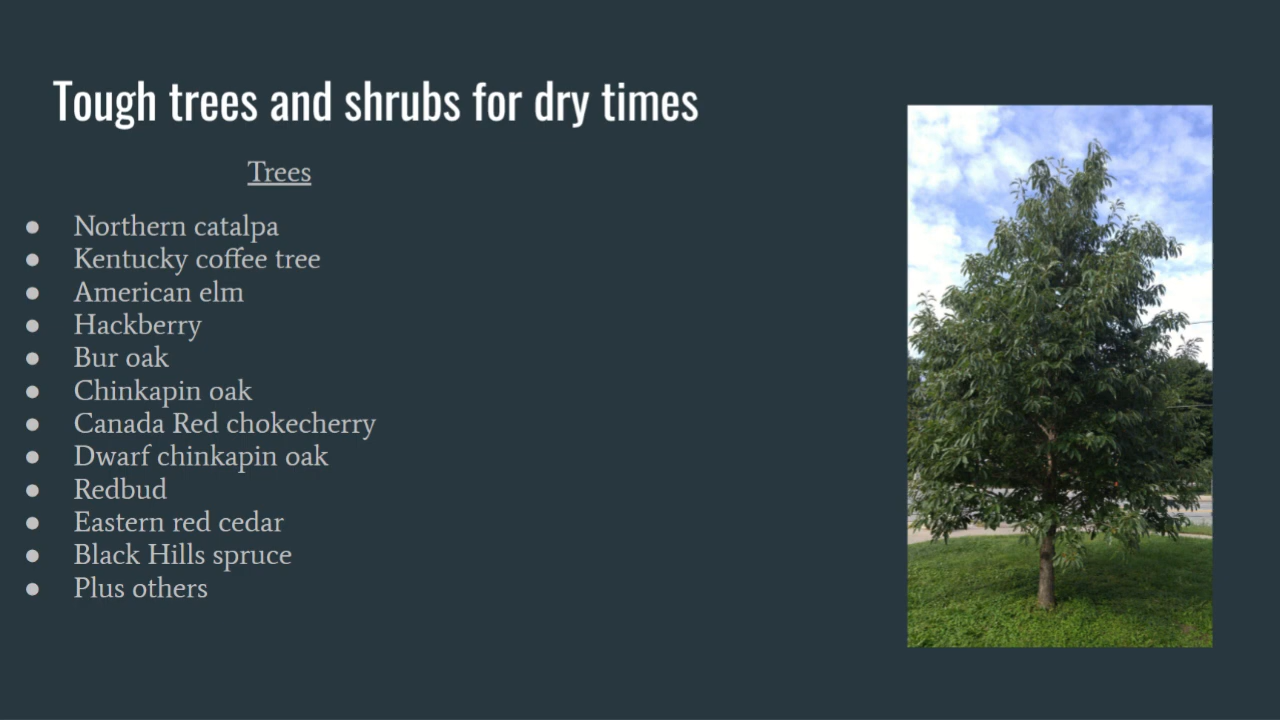 Tough trees and shrubs for dry times
Trees
● Northern catalpa
● Kentucky coffee tree
● American elm
● Hackberry
● Bur oak
● Chinkapin oak
● Canada Red chokecherry
● Dwarf chinkapin oak
● Redbud
● Eastern red cedar
● Black Hills spruce
● Plus others